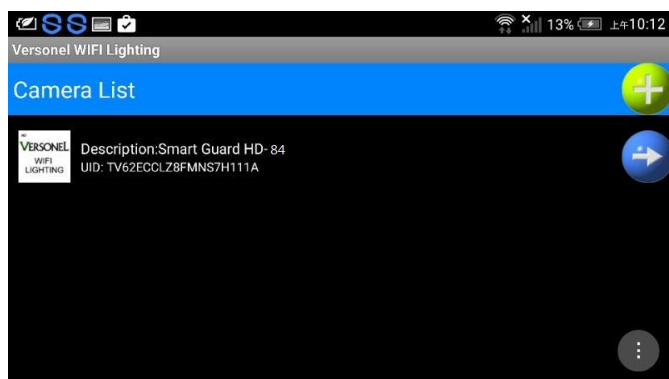 13% 上午10:12
Versonel WIFI Lighting
Camera List
VERSONEL
WIFI
LIGHTING
Description:Smart Guard HD-84
UID: TV62ECCLZ8FMNS7H111A